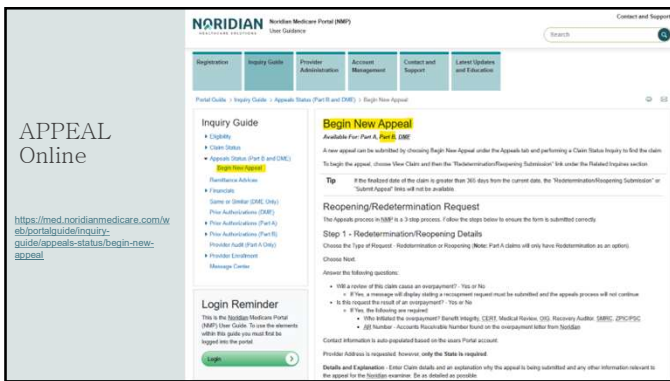 APPEAL
Online
https://med.noridianmedicare.com/w
eb/portalguide/inquiry-
guide/appeals-status/begin-new-
appeal
NORIDIAN
HEALTHCARE SOLUTIONS
Noridian Medicare Portal (NMP)
User Guidance
Contact and Support
Search
Registration
Inquiry Guide
Provider
Administration
Account
Management
Contact and
Support
Latest Updates
and Education
Portal Guide > Inquiry Guide > Appeals Status (Part B and DME) > Begin New Appeal
Inquiry Guide
Eligibility
Claim Status
Appeals Status (Part B and DME)
Begin New Appeal
Remittance Advices
Financials
Same or Similar (DME Only)
Prior Authorizations (DME)
Prior Authorizations (Part A)
Prior Authorizations (Part B)
Provider Audit (Part A Only)
Provider Enrollment
Message Center
Login Reminder
This is the Noridian Medicare Portal
(NMP) User Guide. To use the elements
within this guide you must first be
logged into the portal.
Login
Begin New Appeal
Available For: Part A, Part B, DME
A new appeal can be submitted by choosing Begin New Appeal under the Appeals tab and performing a Claim Status Inquiry to find the claim.
To begin the appeal, choose View Claim and then the "Redetermination/Reopening Submission" link under the Related Inquiries section.
Tip If the finalized date of the claim is greater than 365 days from the current date, the "Redetermination/Reopening Submission" or
"Submit Appeal" links will not be available.
Reopening/Redetermination Request
The Appeals process in NMP is a 3-step process. Follow the steps below to ensure the form is submitted correctly.
Step 1 - Redetermination/Reopening Details
Choose the Type of Request - Redetermination or Reopening (Note: Part A claims will only have Redetermination as an option).
Choose Next.
Answer the following questions:
Will a review of this claim cause an overpayment? - Yes or No
If Yes, a message will display stating a recoupment request must be submitted and the appeals process will not continue
Is this request the result of an overpayment? - Yes or No
If Yes, the following are required
Who initiated the overpayment? Benefit Integrity, CERT, Medical Review, OIG, Recovery Auditor, SMRC, ZPIC/PSC
AR Number - Accounts Receivable Number found on the overpayment letter from Noridian
Contact information is auto-populated based on the users Portal account.
Provider Address is requested; however, only the State is required.
Details and Explanation - Enter Claim details and an explanation why the appeal is being submitted and any other information relevant to
the appeal for the Noridian examiner. Be as detailed as possible.